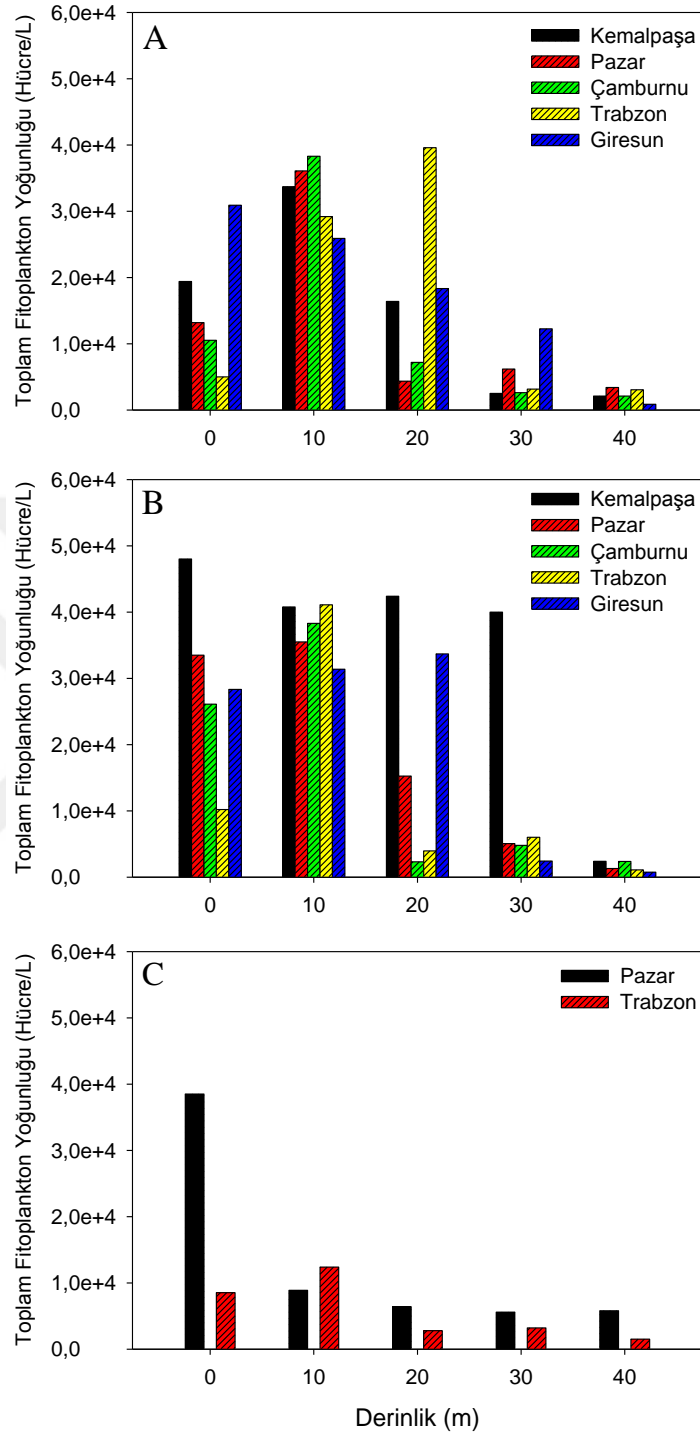 A
Toplam Fitoplankton Yoğunluğu (Hücre/L)
6,0e+4
5,0e+4
4,0e+4
3,0e+4
2,0e+4
1,0e+4
0,0
Kemalpaşa
Pazar
Çamburnu
Trabzon
Giresun
0 10 20 30 40
B
Toplam Fitoplankton Yoğunluğu (Hücre/L)
6,0e+4
5,0e+4
4,0e+4
3,0e+4
2,0e+4
1,0e+4
0,0
Kemalpaşa
Pazar
Çamburnu
Trabzon
Giresun
0 10 20 30 40
C
Toplam Fitoplankton Yoğunluğu (Hücre/L)
6,0e+4
5,0e+4
4,0e+4
3,0e+4
2,0e+4
1,0e+4
0,0
Pazar
Trabzon
0 10 20 30 40
Derinlik (m)